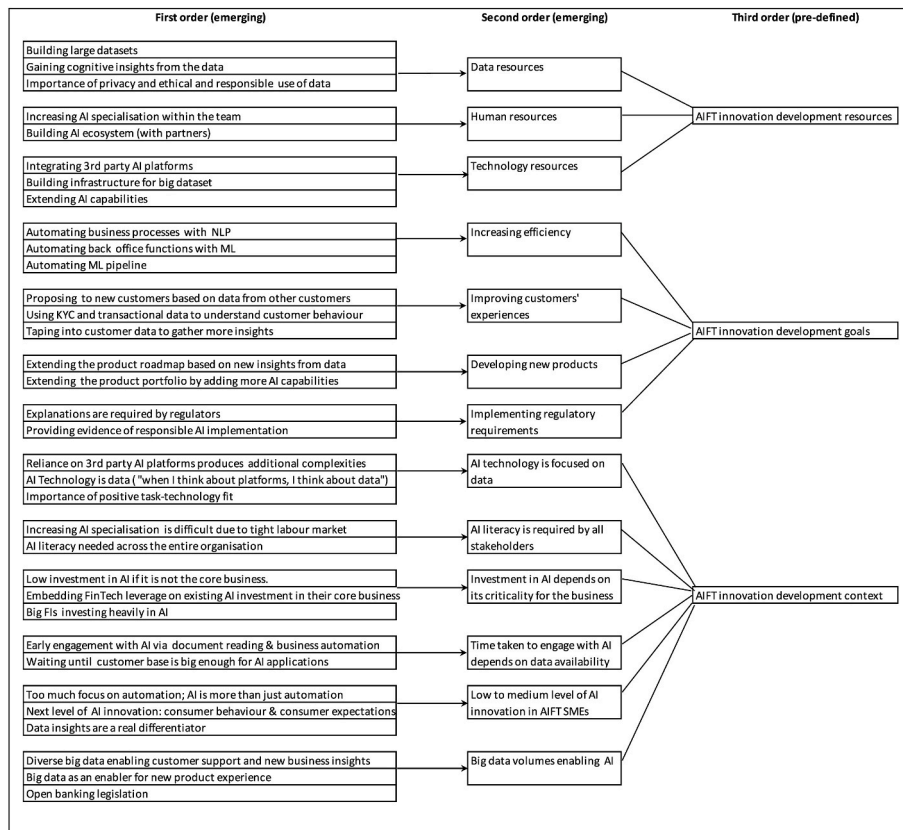 First order (emerging)
Second order (emerging)
Third order (pre-defined)
Building large datasets
Gaining cognitive insights from the data
Importance of privacy and ethical and responsible use of data
Data resources
Increasing AI specialisation within the team
Building AI ecosystem (with partners)
Human resources
AIFT innovation development resources
Integrating 3rd party AI platforms
Building infrastructure for big dataset
Extending AI capabilities
Technology resources
Automating business processes with NLP
Automating back office functions with ML
Automating ML pipeline
Increasing efficiency
Proposing to new customers based on data from other customers
Using KYC and transactional data to understand customer behaviour
Taping into customer data to gather more insights
Improving customers'
experiences
AIFT innovation development goals
Extending the product roadmap based on new insights from data
Extending the product portfolio by adding more AI capabilities
Developing new products
Explanations are required by regulators
Providing evidence of responsible AI implementation
Implementing regulatory
requirements
Reliance on 3rd party AI platforms produces additional complexities
AI Technology is data ("when I think about platforms, I think about data")
Importance of positive task-technology fit
AI technology is focused on
data
Increasing AI specialisation is difficult due to tight labour market
AI literacy needed across the entire organisation
AI literacy is required by all
stakeholders
Low investment in AI if it is not the core business.
Embedding FinTech leverage on existing AI investment in their core business
Big FIs investing heavily in AI
Investment in AI depends on
its criticality for the business
AIFT innovation development context
Early engagement with AI via document reading & business automation
Waiting until customer base is big enough for AI applications
Time taken to engage with AI
depends on data availability
Too much focus on automation; AI is more than just automation
Next level of AI innovation: consumer behaviour & consumer expectations
Data insights are a real differentiator
Low to medium level of AI
innovation in AIFT SMEs
Diverse big data enabling customer support and new business insights
Big data as an enabler for new product experience
Open banking legislation
Big data volumes enabling AI